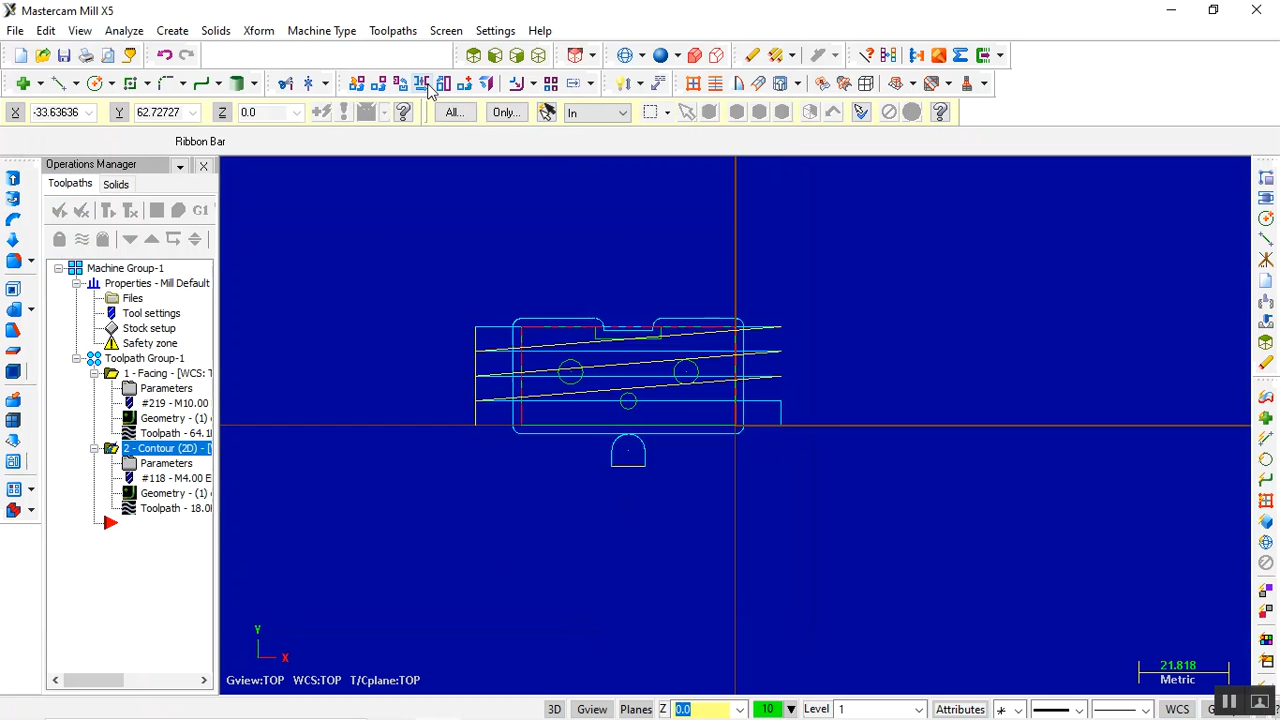 Mastercam Mill X5
File Edit View Analyze Create Solids Xform Machine Type Toolpaths Screen Settings Help
X -33.63636 Y 62.72727 Z 0.0 All... Only... In
Ribbon Bar
Operations Manager
Toolpaths Solids
G1
Machine Group-1
Properties - Mill Default
Files
Tool settings
Stock setup
Safety zone
Toolpath Group-1
1 - Facing - [WCS: T
Parameters
#219 - M10.00
Geometry - (1)
Toolpath - 64.1
2 - Contour (2D) - [
Parameters
#118 - M4.00 E
Geometry - (1)
Toolpath - 18.0
Y
X
21.818
Metric
Gview:TOP WCS:TOP T/Cplane:TOP
3D Gview Planes Z 0.0 10 Level 1 Attributes WCS G